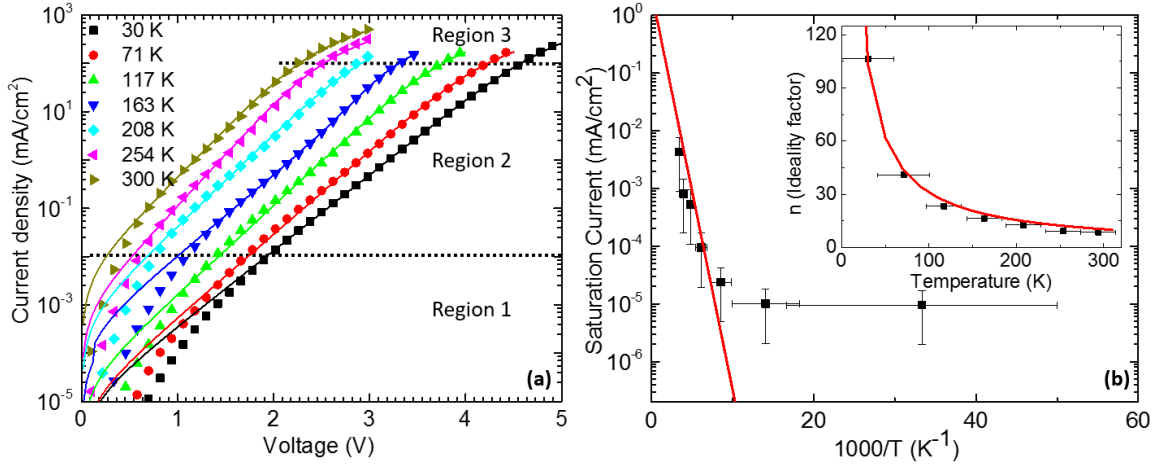 30 K
71 K
117 K
163 K
208 K
254 K
300 K
Region 3
Region 2
Region 1
(a)
10³
10¹
10⁻¹
10⁻³
10⁻⁵
0 1 2 3 4 5
Current density (mA/cm²)
Voltage (V)
10⁰
10⁻¹
10⁻²
10⁻³
10⁻⁴
10⁻⁵
10⁻⁶
0 20 40 60
Saturation Current (mA/cm²)
1000/T (K⁻¹)
(b)
120
90
60
30
0
0 100 200 300
n (Ideality factor)
Temperature (K)